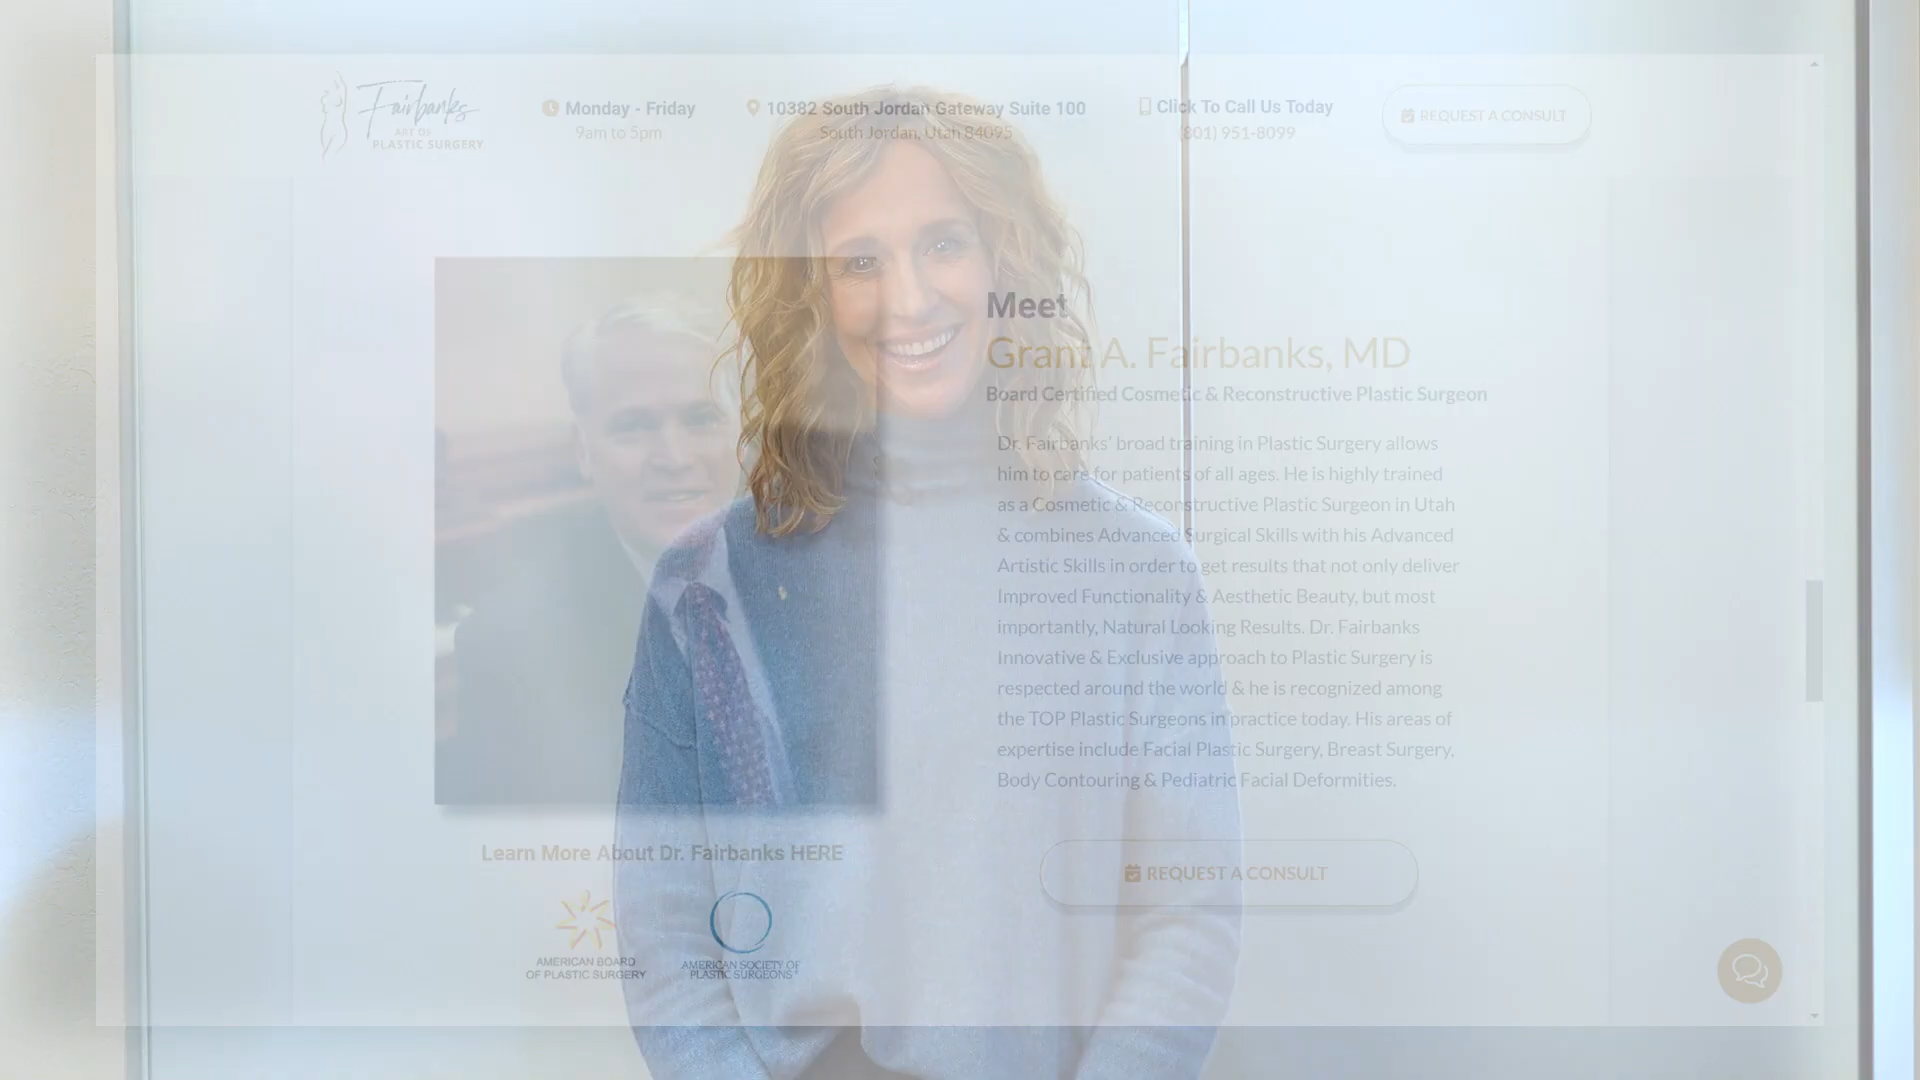 Fairbanks
ART OF
PLASTIC SURGERY
Monday - Friday
9am to 5pm
10382 South Jordan Gateway Suite 100
South Jordan, Utah 84095
Click To Call Us Today
(801) 951-8099
REQUEST A CONSULT
Meet
Grant A. Fairbanks, MD
Board Certified Cosmetic & Reconstructive Plastic Surgeon
Dr. Fairbanks' broad training in Plastic Surgery allows
him to care for patients of all ages. He is highly trained
as a Cosmetic & Reconstructive Plastic Surgeon in Utah
& combines Advanced Surgical Skills with his Advanced
Artistic Skills in order to get results that not only deliver
Improved Functionality & Aesthetic Beauty, but most
importantly, Natural Looking Results. Dr. Fairbanks
Innovative & Exclusive approach to Plastic Surgery is
respected around the world & he is recognized among
the TOP Plastic Surgeons in practice today. His areas of
expertise include Facial Plastic Surgery, Breast Surgery,
Body Contouring & Pediatric Facial Deformities.
Learn More About Dr. Fairbanks HERE
REQUEST A CONSULT
AMERICAN BOARD
OF PLASTIC SURGERY
AMERICAN SOCIETY OF
PLASTIC SURGEONS